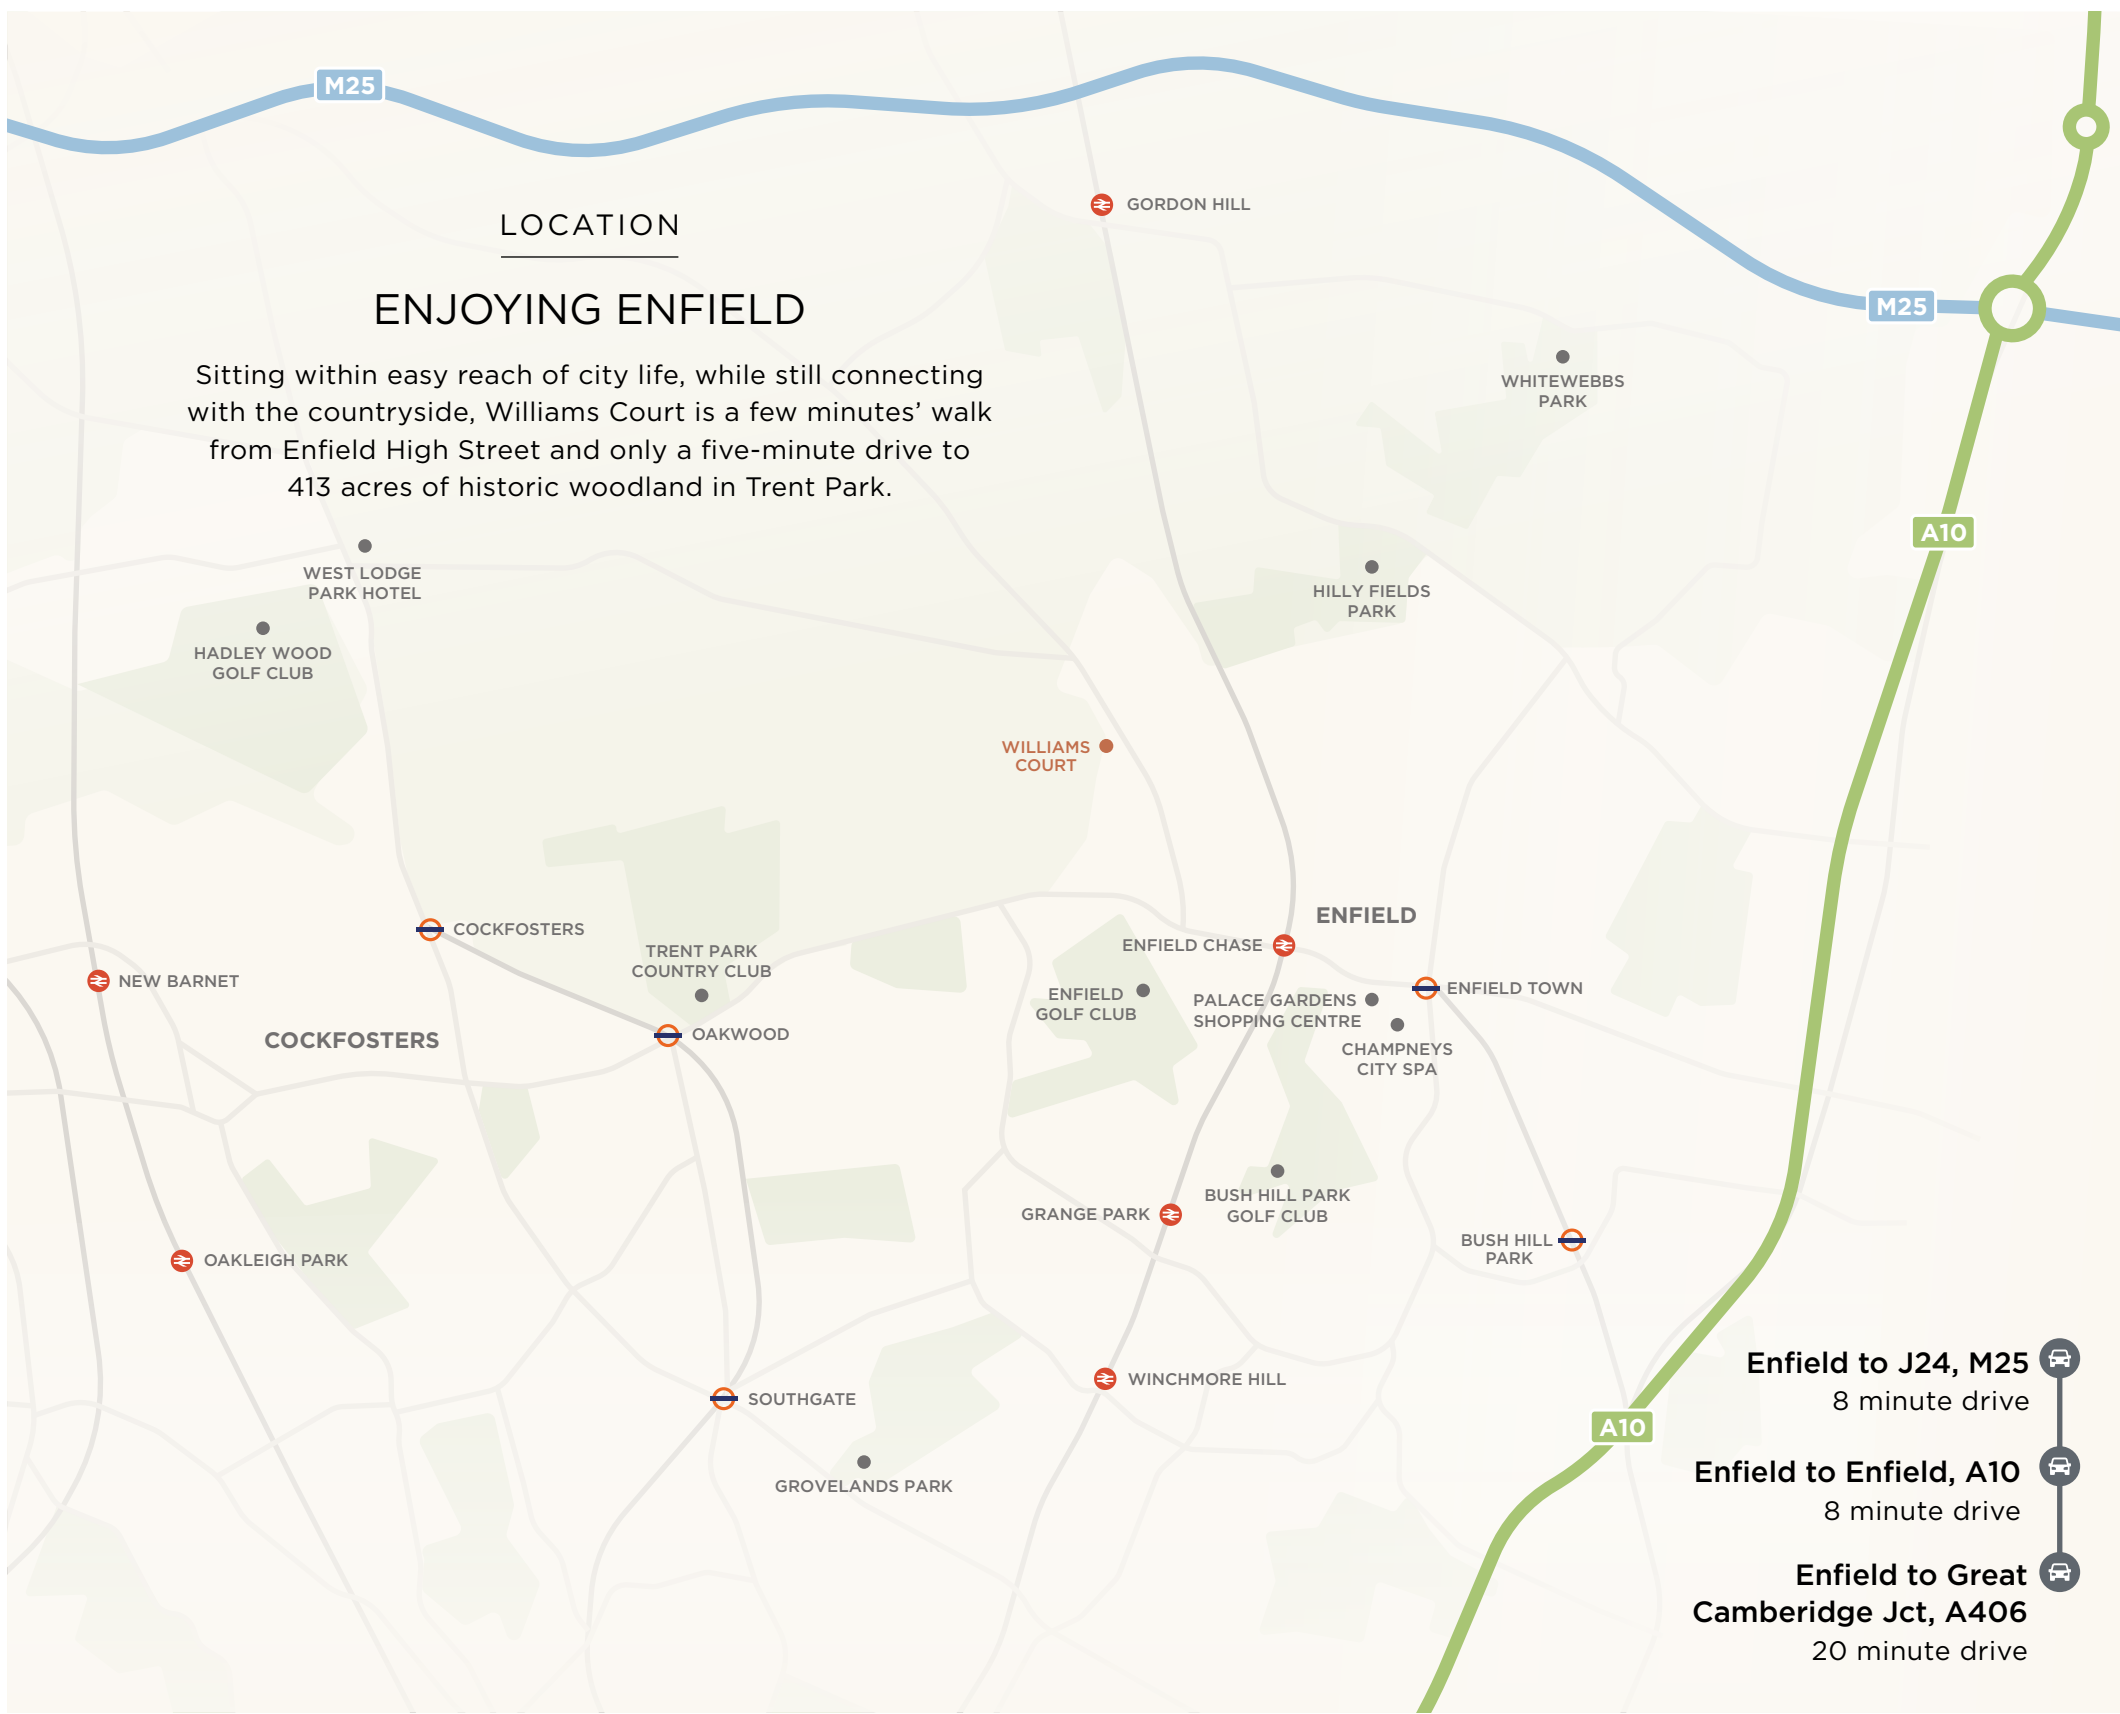 M25
GORDON HILL
LOCATION
ENJOYING ENFIELD
Sitting within easy reach of city life, while still connecting
with the countryside, Williams Court is a few minutes’ walk
from Enfield High Street and only a five-minute drive to
413 acres of historic woodland in Trent Park.
M25
WHITEWEBBS
PARK
A10
WEST LODGE
PARK HOTEL
HILLY FIELDS
PARK
HADLEY WOOD
GOLF CLUB
WILLIAMS
COURT
ENFIELD
COCKFOSTERS
TRENT PARK
COUNTRY CLUB
ENFIELD CHASE
NEW BARNET
ENFIELD
GOLF CLUB
PALACE GARDENS
SHOPPING CENTRE
ENFIELD TOWN
COCKFOSTERS
OAKWOOD
CHAMPNEYS
CITY SPA
BUSH HILL PARK
GOLF CLUB
GRANGE PARK
BUSH HILL
PARK
OAKLEIGH PARK
WINCHMORE HILL
SOUTHGATE
A10
GROVELANDS PARK
Enfield to J24, M25
8 minute drive
Enfield to Enfield, A10
8 minute drive
Enfield to Great
Camberidge Jct, A406
20 minute drive